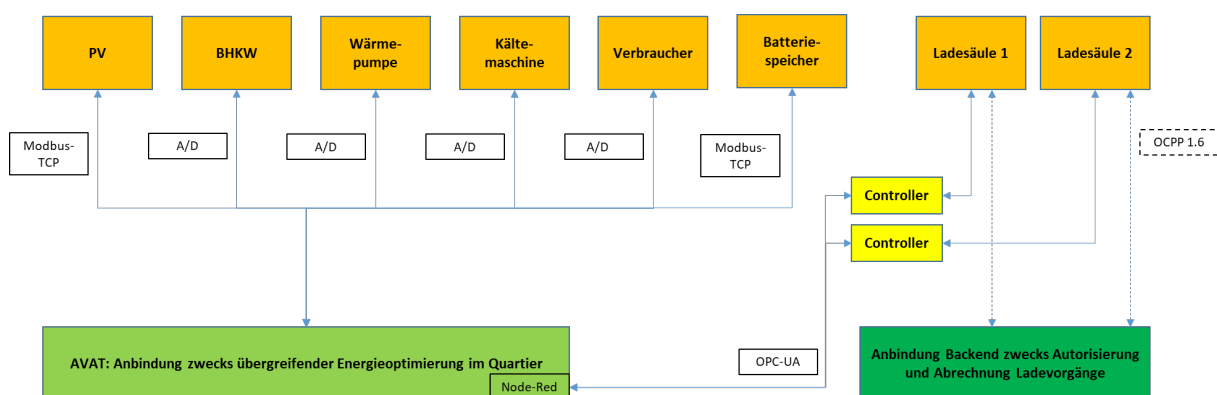 PV
BHKW
Wärme-
pumpe
Kälte-
maschine
Verbraucher
Batterie-
speicher
Ladesäule 1
Ladesäule 2
Modbus-
TCP
A/D
A/D
A/D
A/D
Modbus-
TCP
OCPP 1.6
Controller
Controller
AVAT: Anbindung zwecks übergreifender Energieoptimierung im Quartier
Node-Red
OPC-UA
Anbindung Backend zwecks Autorisierung
und Abrechnung Ladevorgänge